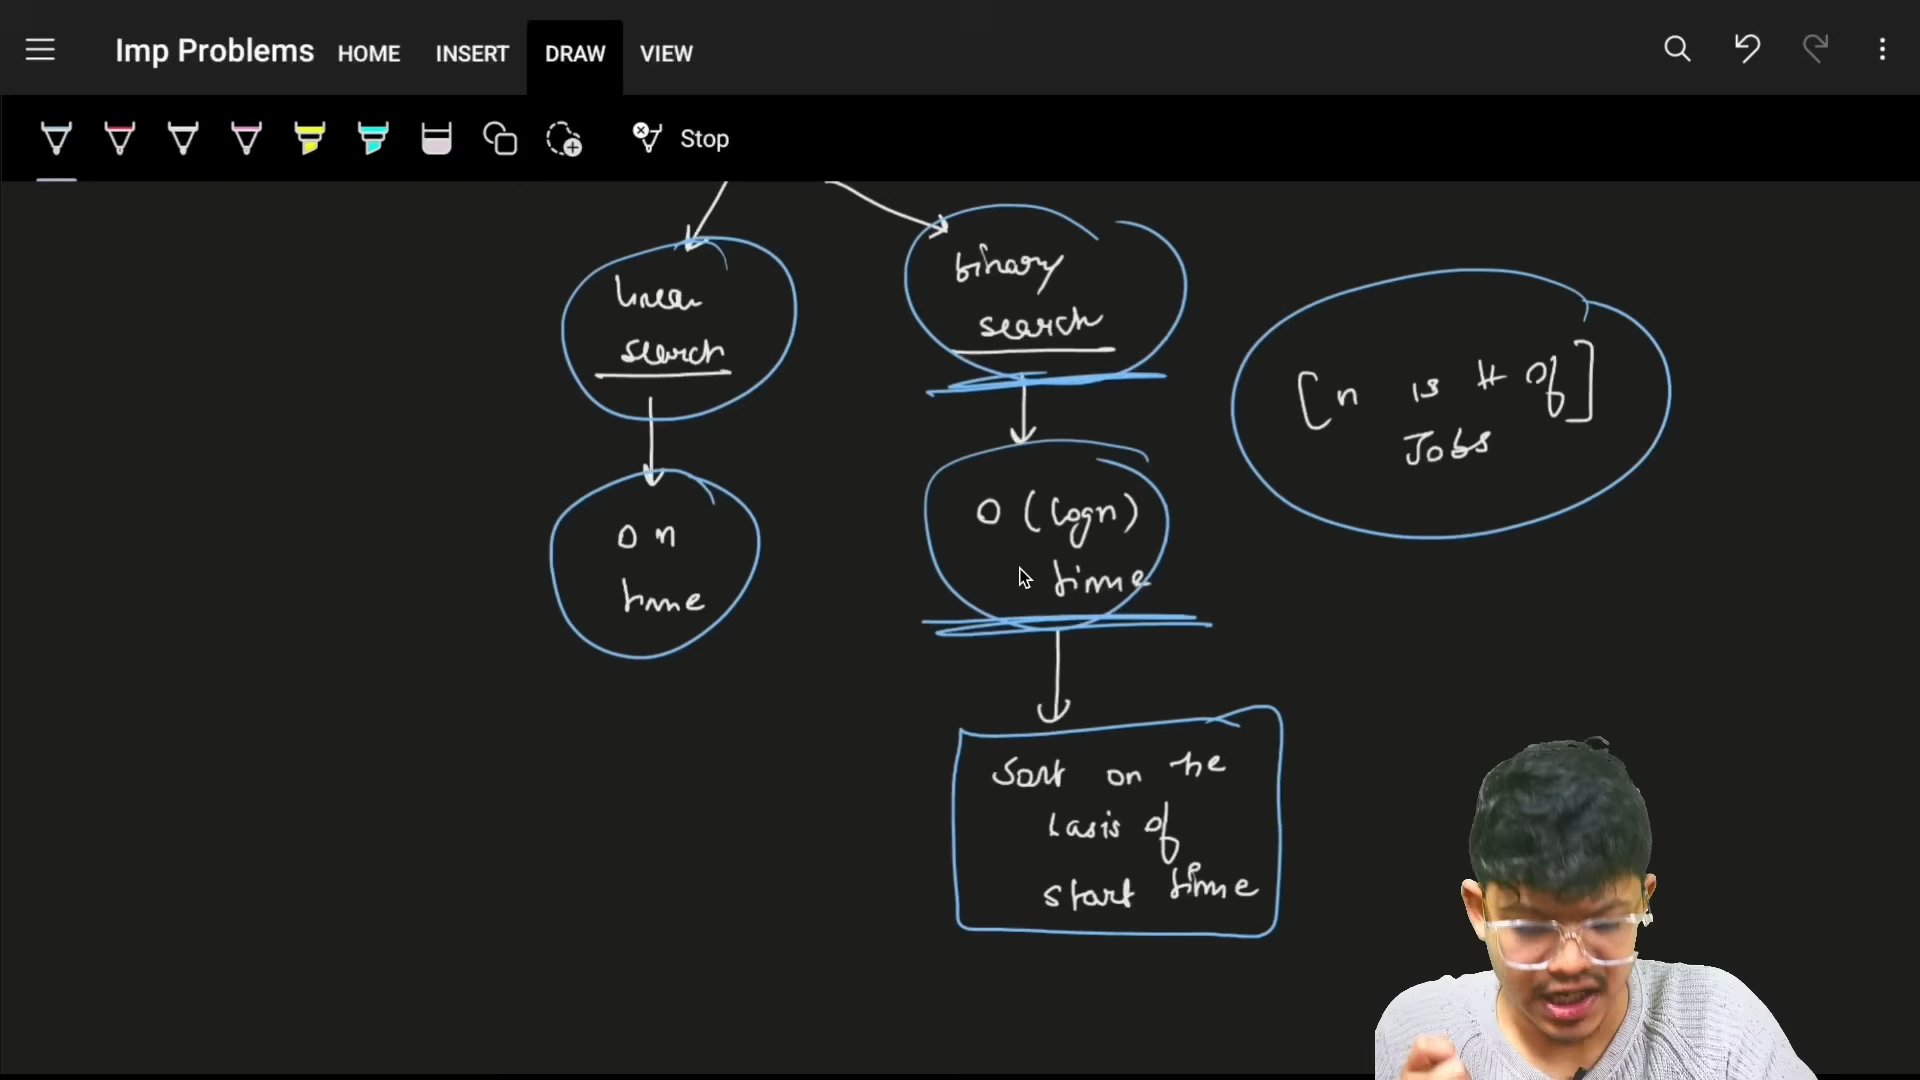 Imp Problems HOME INSERT DRAW VIEW
Stop
linear
search
binary
search
[n is # of]
Jobs
O n
time
O (logn)
time
Sort on the
basis of
start time